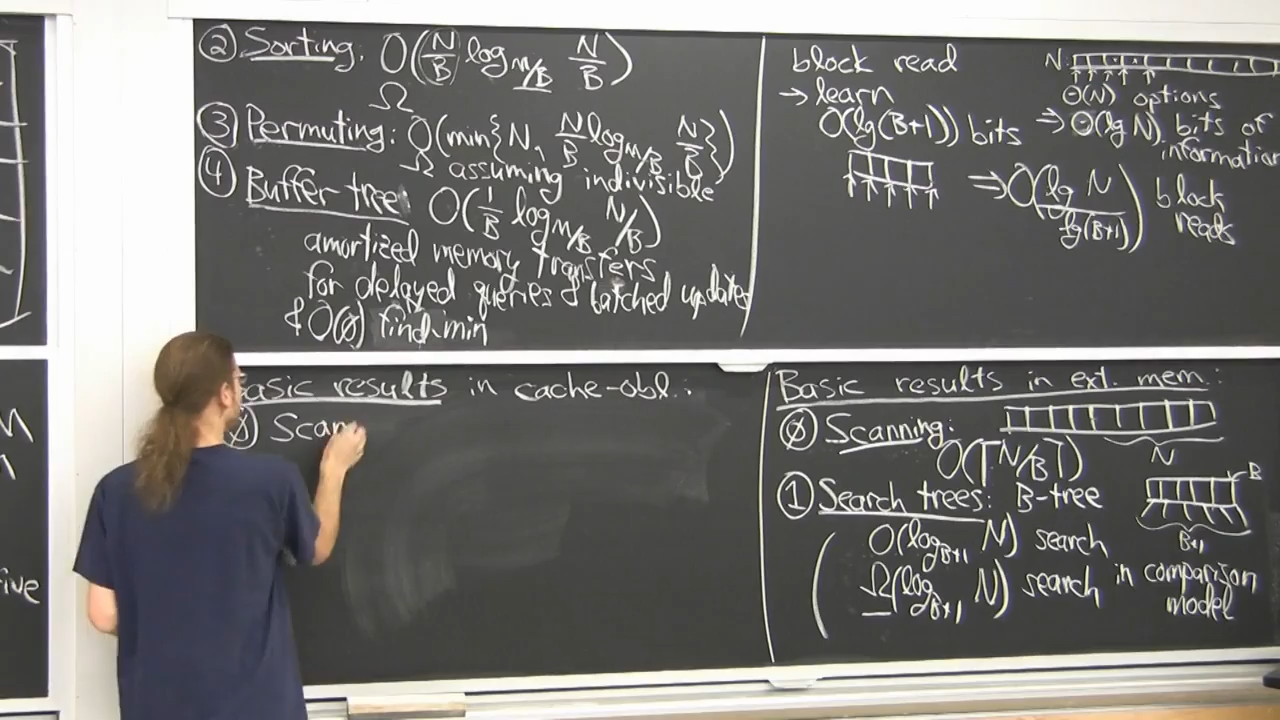 ② Sorting: O(N/B log_{M/B} N/B)
Ω
③ Permuting: O(min{N, N/B log_{M/B} N/B})
Ω assuming indivisible
④ Buffer tree: O(1/B log_{M/B} N/B)
amortized memory transfers
for delayed queries & batched updates
& O(∅) find-min
block read
→ learn
O(lg(B+1)) bits
N:
Θ(N) options
⇒ Θ(lg N) bits of
information
⇒ O(lg N / lg(B+1)) block
reads
Basic results in cache-obl.:
∅ Scan
Basic results in ext. mem.:
∅ Scanning:
N
O(⌈N/B⌉)
① Search trees: B-tree
B
B+1
O(log_{B+1} N) search
Ω(log_{B+1} N) search in comparison
model
M
ive